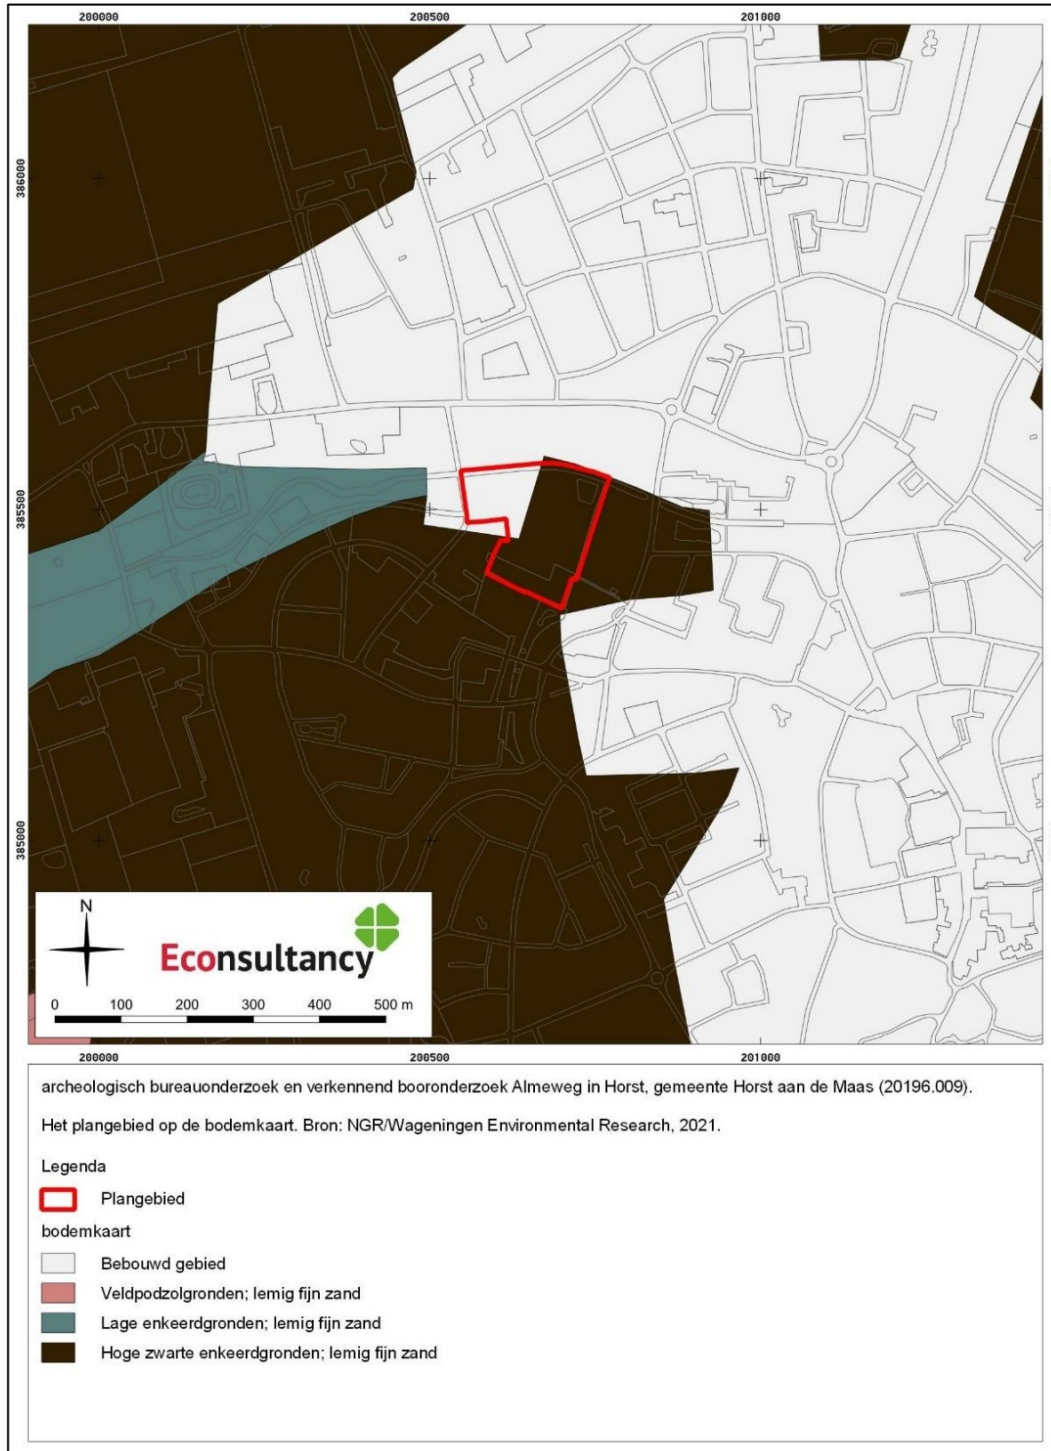 200000 200500 201000
386000
385500
385000
N
Econsultancy
0 100 200 300 400 500 m
200000 200500 201000
archeologisch bureauonderzoek en verkennend booronderzoek Almeweg in Horst, gemeente Horst aan de Maas (20196.009).
Het plangebied op de bodemkaart. Bron: NGR/Wageningen Environmental Research, 2021.
Legenda
Plangebied
bodemkaart
Bebouwd gebied
Veldpodzolgronden; lemig fijn zand
Lage enkeerdgronden; lemig fijn zand
Hoge zwarte enkeerdgronden; lemig fijn zand